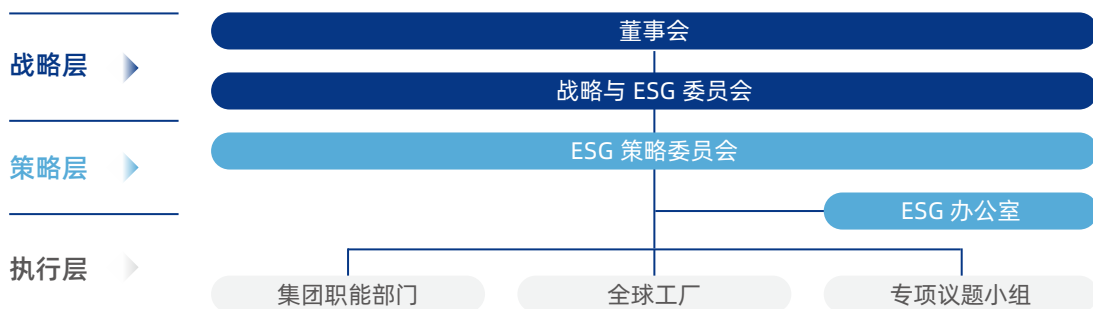 董事会
战略层
战略与 ESG 委员会
策略层
ESG 策略委员会
ESG 办公室
执行层
集团职能部门
全球工厂
专项议题小组